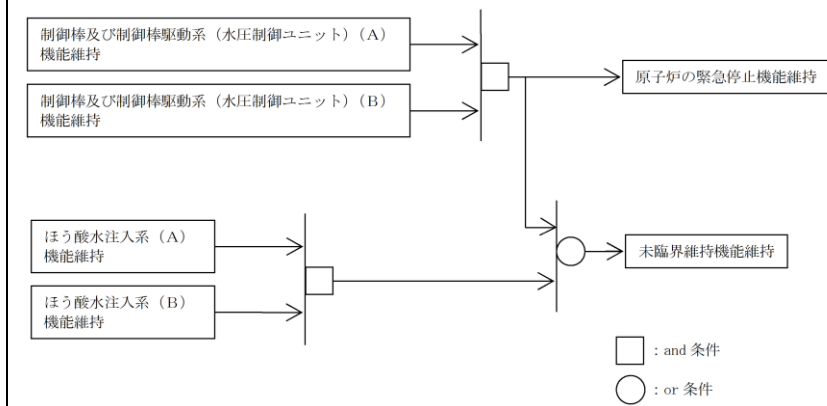 制御棒及び制御棒駆動系（水圧制御ユニット）（A）
機能維持
原子炉の緊急停止機能維持
制御棒及び制御棒駆動系（水圧制御ユニット）（B）
機能維持
ほう酸水注入系（A）
機能維持
未臨界維持機能維持
ほう酸水注入系（B）
機能維持
：and 条件
：or 条件